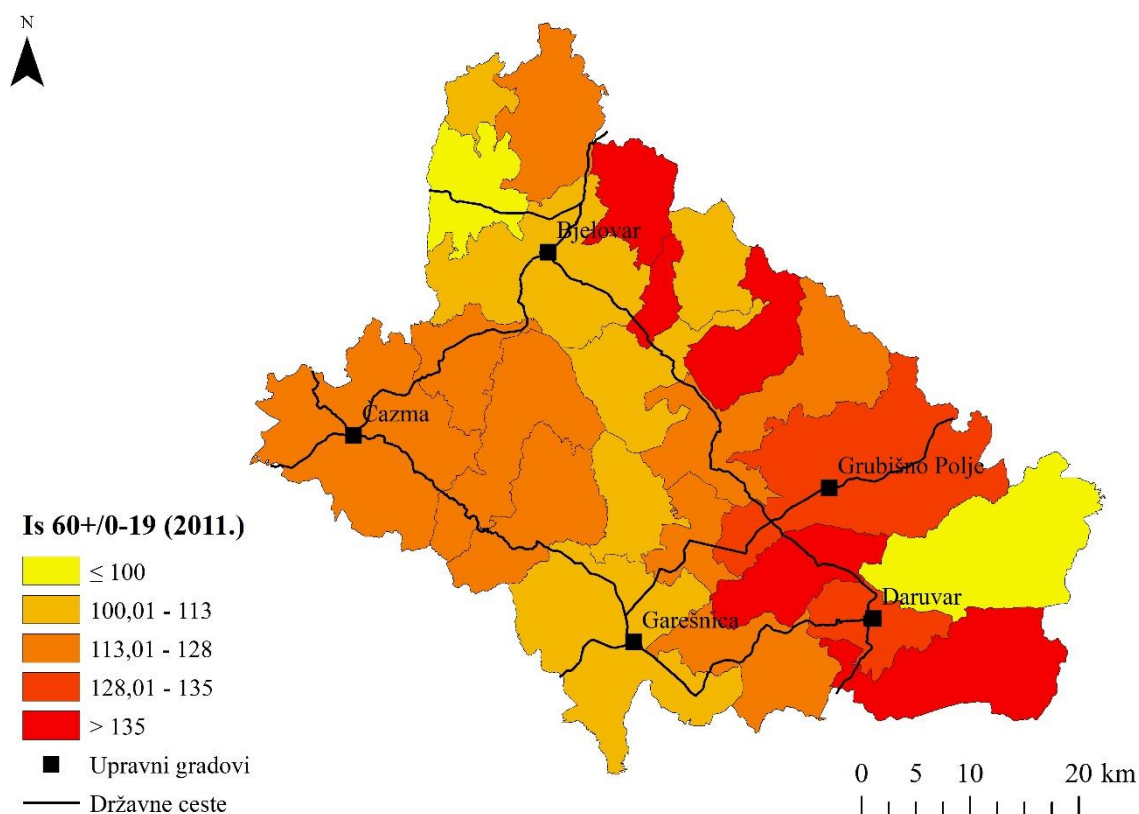 N
Bjelovar
Čazma
Grubišno Polje
Daruvar
Garešnica
Is 60+/0-19 (2011.)
≤ 100
100,01 - 113
113,01 - 128
128,01 - 135
> 135
Upravni gradovi
Državne ceste
0 5 10 20 km